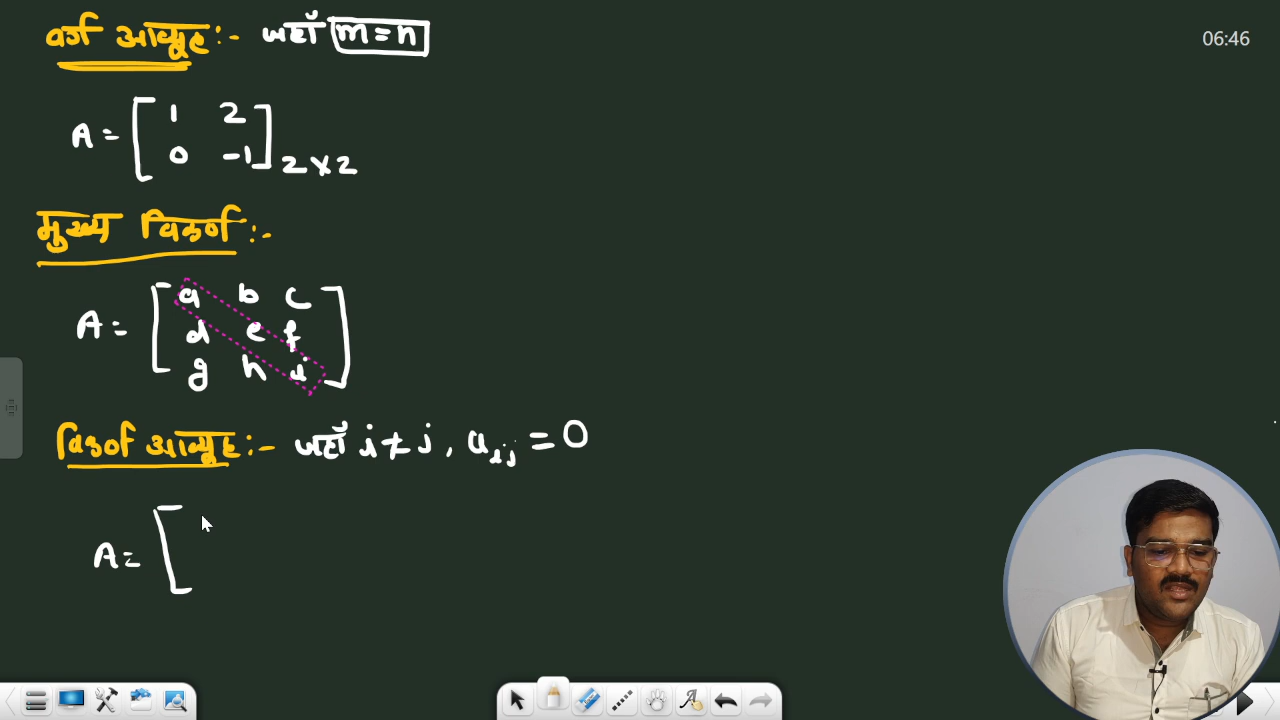 वर्ग आव्यूह :- जहाँ m = n
06:46
A = [ 1 2
0 -1 ] 2×2
मुख्य विकर्ण :-
A = [ a b c
d e f
g h i ]
विकर्ण आव्यूह :- जहाँ i ≠ j, aij = 0
A = [